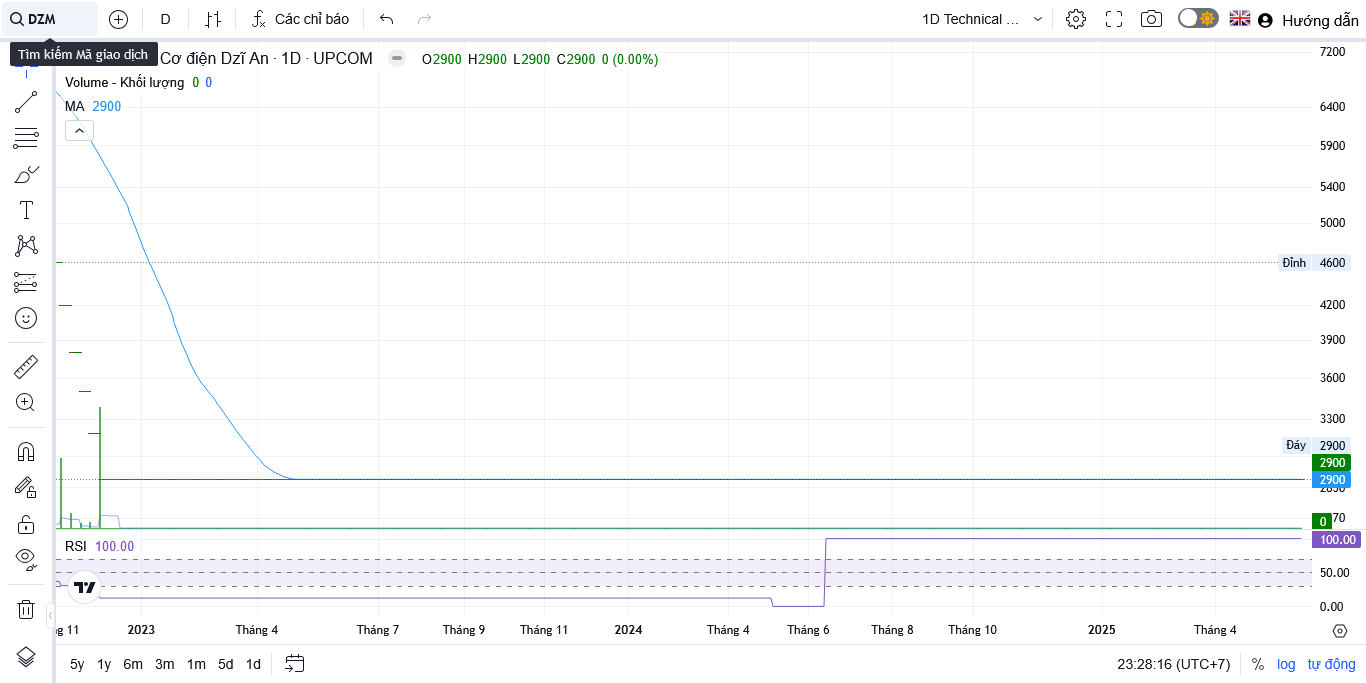 DZM D Các chỉ báo 1D Technical ... Hướng dẫn
Tìm kiếm Mã giao dịch
Cơ điện Dzĩ An · 1D · UPCOM O2900 H2900 L2900 C2900 0 (0.00%)
Volume - Khối lượng 0 0
MA 2900
7200
6400
5900
5400
5000
Đỉnh 4600
4200
3900
3600
3300
Đáy 2900
2900
2900
2850
0
70
RSI 100.00
100.00
50.00
0.00
g 11 2023 Tháng 4 Tháng 7 Tháng 9 Tháng 11 2024 Tháng 4 Tháng 6 Tháng 8 Tháng 10 2025 Tháng 4
5y 1y 6m 3m 1m 5d 1d 23:28:16 (UTC+7) % log tự động